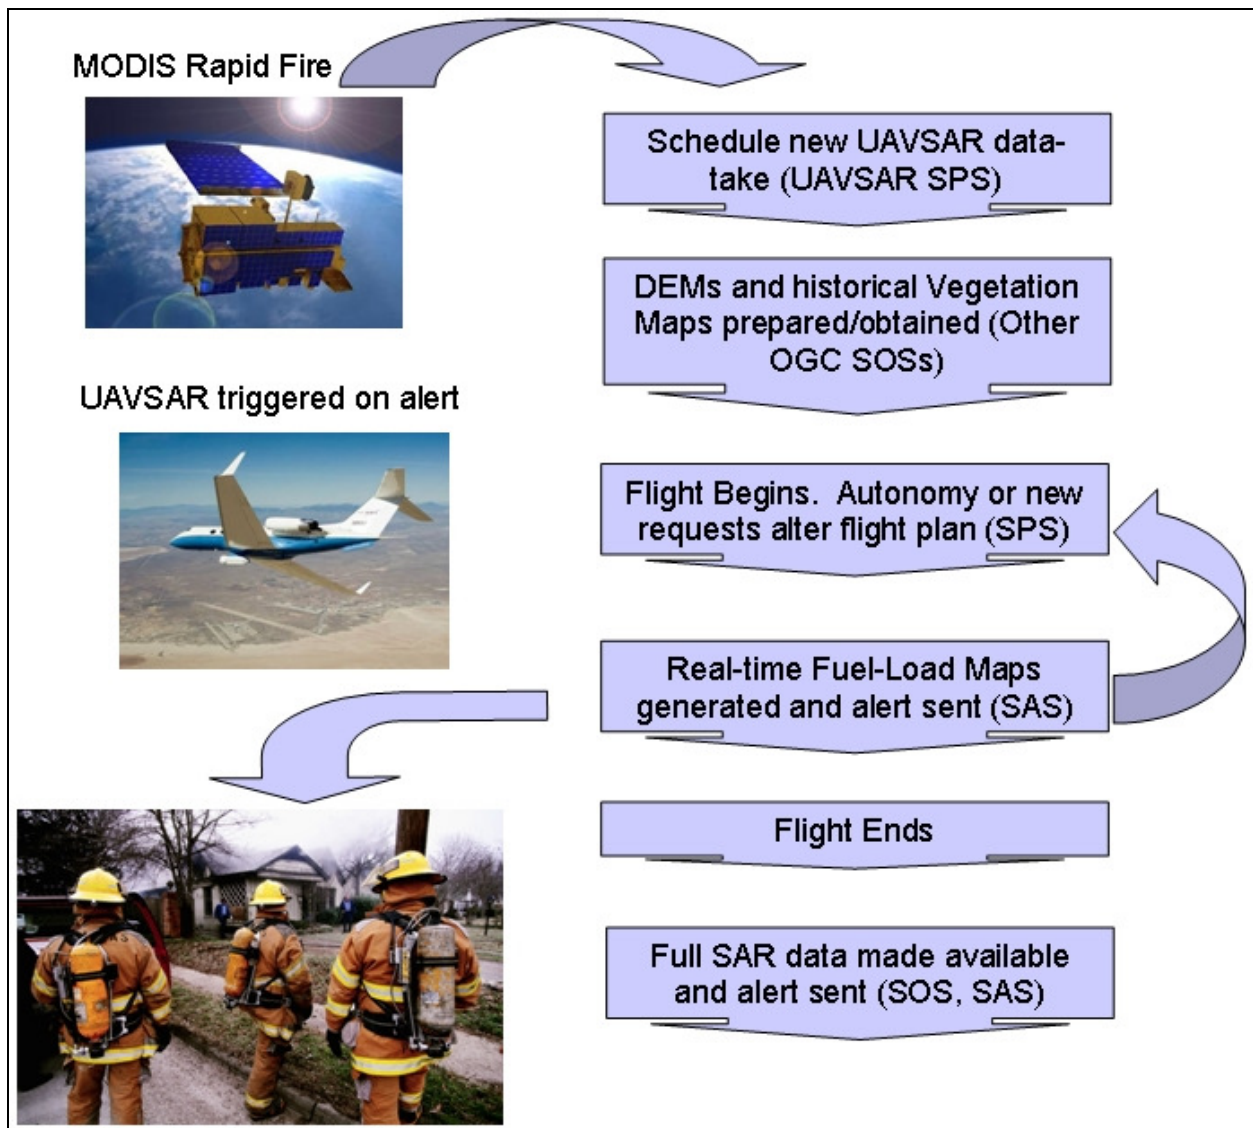 MODIS Rapid Fire
Schedule new UAVSAR data-
take (UAVSAR SPS)
DEMs and historical Vegetation
Maps prepared/obtained (Other
OGC SOSs)
UAVSAR triggered on alert
Flight Begins.  Autonomy or new
requests alter flight plan (SPS)
Real-time Fuel-Load Maps
generated and alert sent (SAS)
Flight Ends
Full SAR data made available
and alert sent (SOS, SAS)